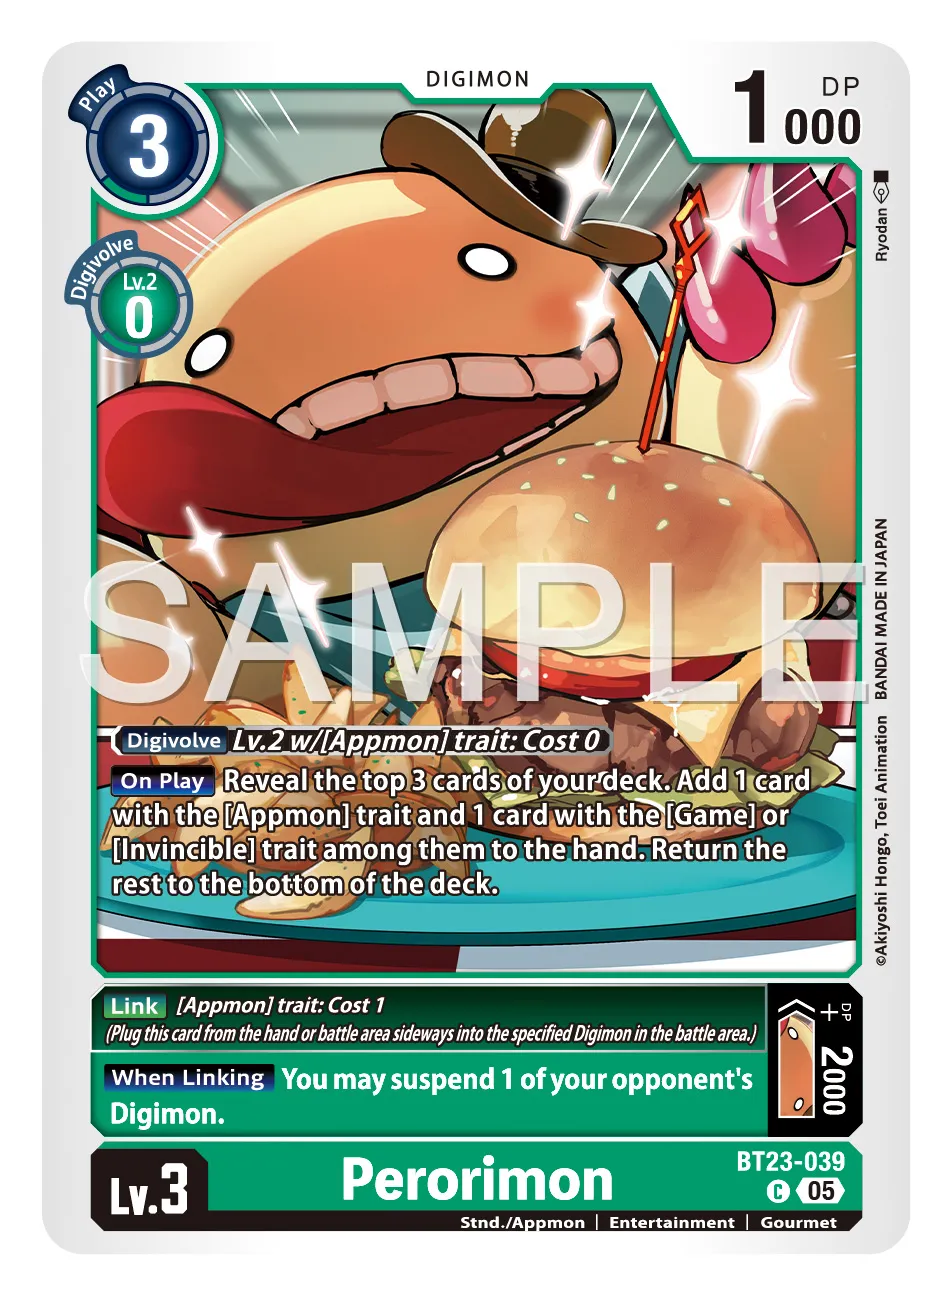 DIGIMON
Play
3
1000
DP
Digivolve
Lv.2
0
Ryodan
SAMPLE
BANDAI MADE IN JAPAN
©Akiyoshi Hongo, Toei Animation
Digivolve Lv.2 w/[Appmon] trait: Cost 0
On Play Reveal the top 3 cards of your deck. Add 1 card
with the [Appmon] trait and 1 card with the [Game] or
[Invincible] trait among them to the hand. Return the
rest to the bottom of the deck.
Link [Appmon] trait: Cost 1
(Plug this card from the hand or battle area sideways into the specified Digimon in the battle area.)
When Linking You may suspend 1 of your opponent's
Digimon.
DP
+2000
Lv.3
Perorimon
BT23-039
C 05
Stnd./Appmon | Entertainment | Gourmet